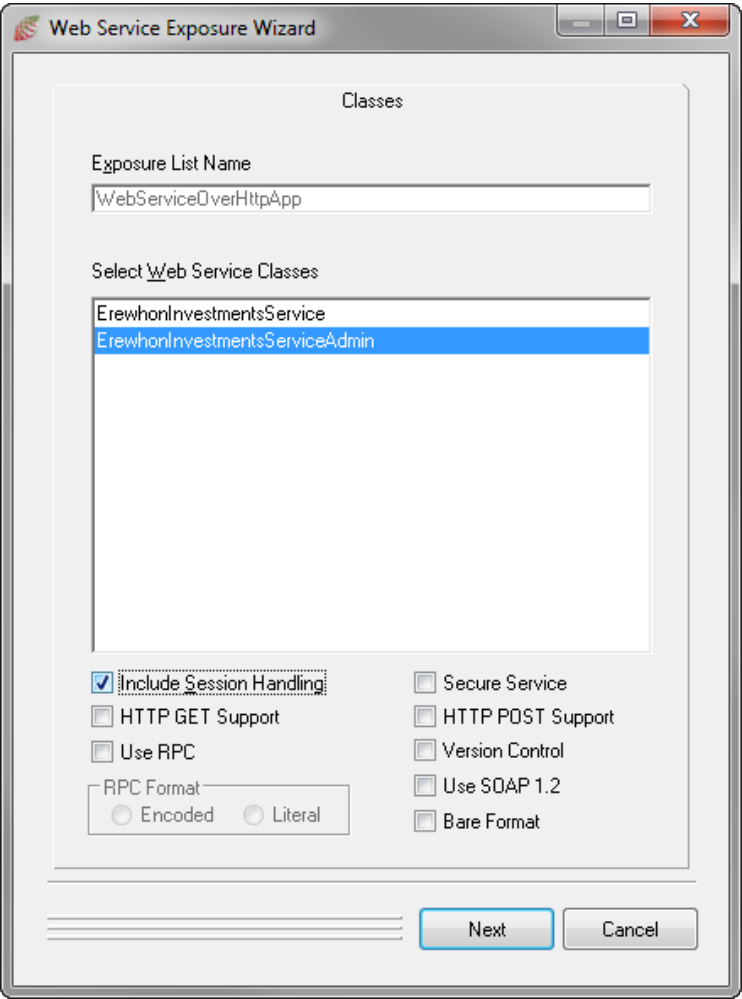 Web Service Exposure Wizard
Classes
Exposure List Name
WebServiceOverHttpApp
Select Web Service Classes
ErewhonInvestmentsService
ErewhonInvestmentsServiceAdmin
Include Session Handling
Secure Service
HTTP GET Support
HTTP POST Support
Use RPC
Version Control
RPC Format
Use SOAP 1.2
Encoded
Literal
Bare Format
Next
Cancel